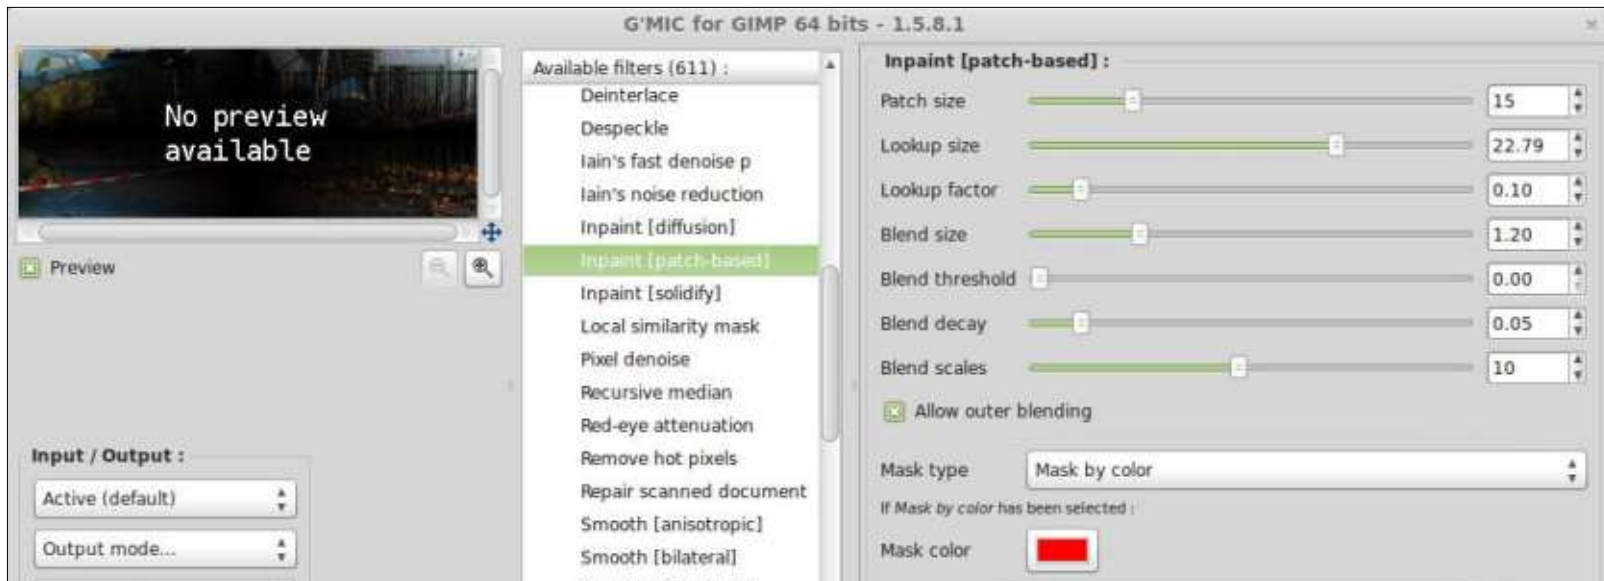 G'MIC for GIMP 64 bits - 1.5.8.1
No preview
available
Preview
Input / Output :
Active (default)
Output mode...
Available filters (611) :
Deinterlace
Despeckle
Iain's fast denoise p
Iain's noise reduction
Inpaint [diffusion]
Inpaint [patch-based]
Inpaint [solidify]
Local similarity mask
Pixel denoise
Recursive median
Red-eye attenuation
Remove hot pixels
Repair scanned document
Smooth [anisotropic]
Smooth [bilateral]
Inpaint [patch-based] :
Patch size 15
Lookup size 22.79
Lookup factor 0.10
Blend size 1.20
Blend threshold 0.00
Blend decay 0.05
Blend scales 10
Allow outer blending
Mask type Mask by color
If Mask by color has been selected :
Mask color